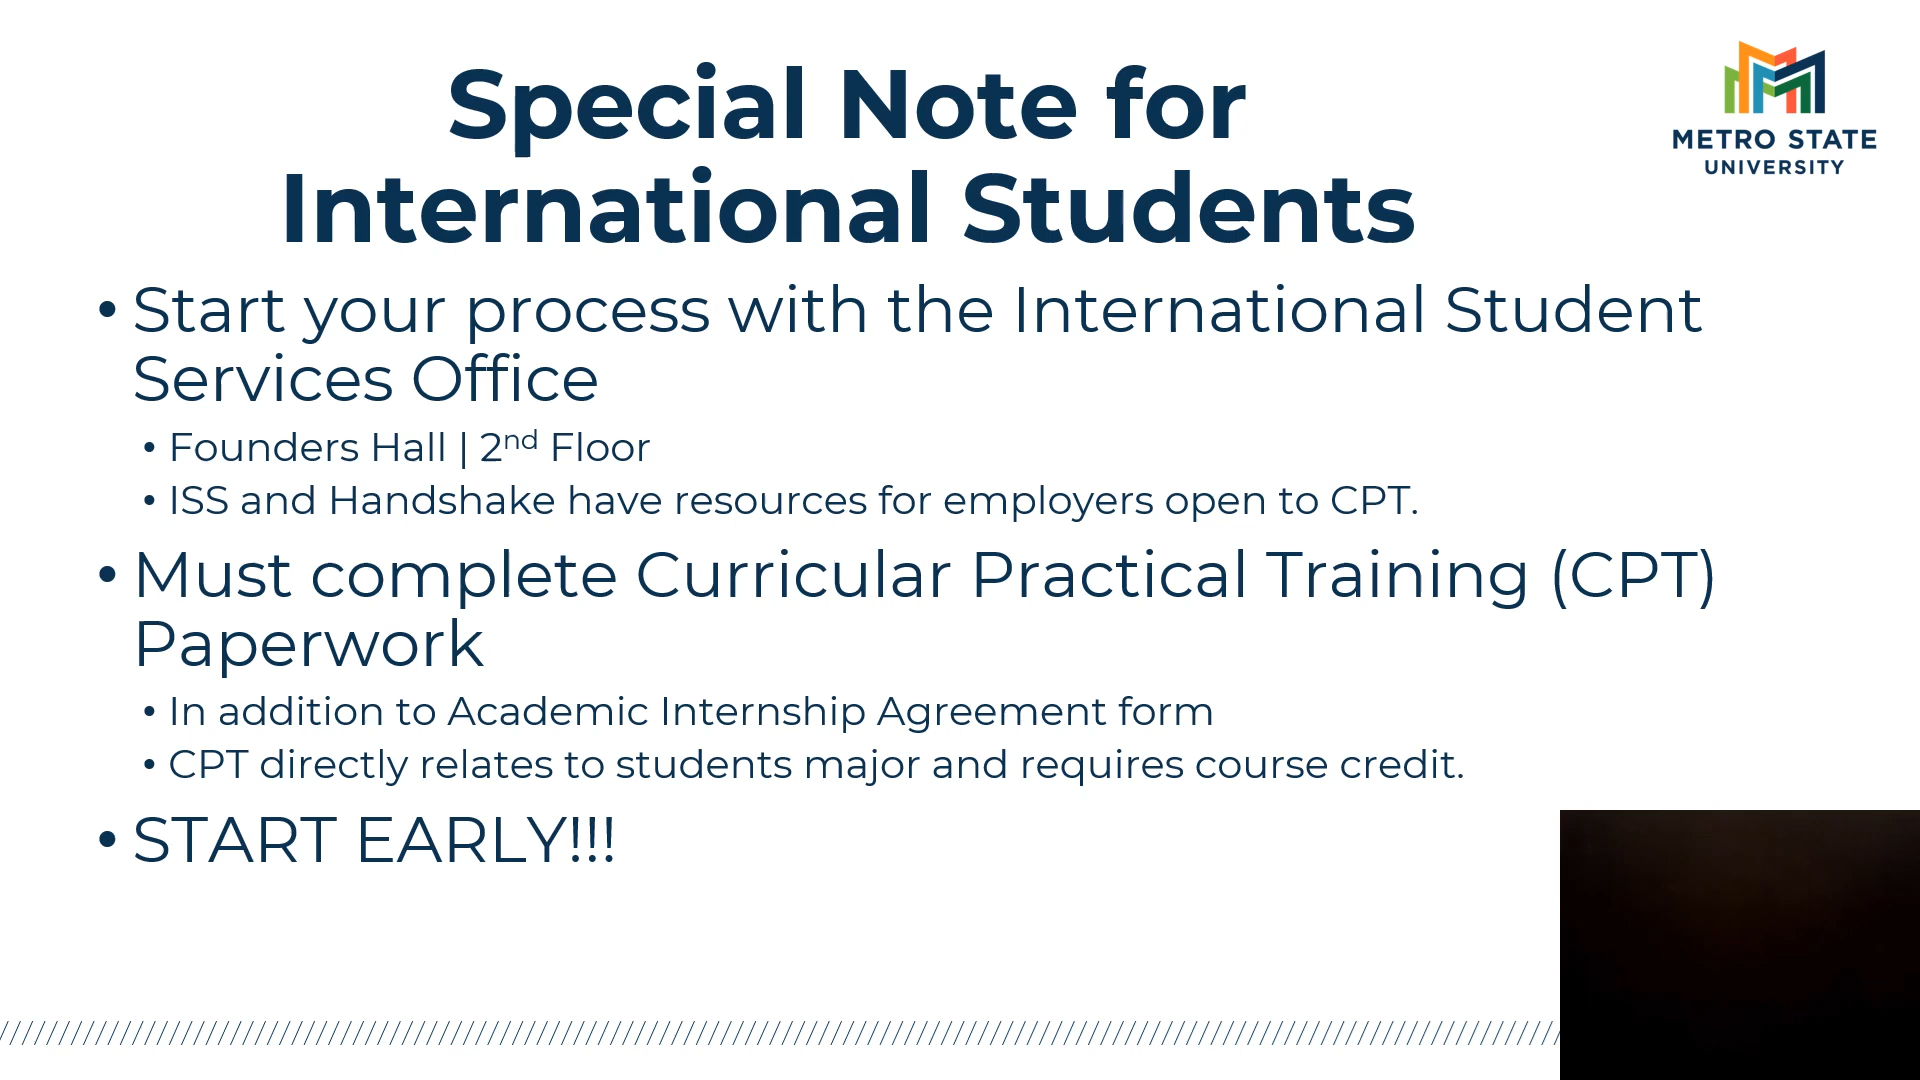 Special Note for
International Students
METRO STATE
UNIVERSITY
• Start your process with the International Student
Services Office
• Founders Hall | 2nd Floor
• ISS and Handshake have resources for employers open to CPT.
• Must complete Curricular Practical Training (CPT)
Paperwork
• In addition to Academic Internship Agreement form
• CPT directly relates to students major and requires course credit.
• START EARLY!!!